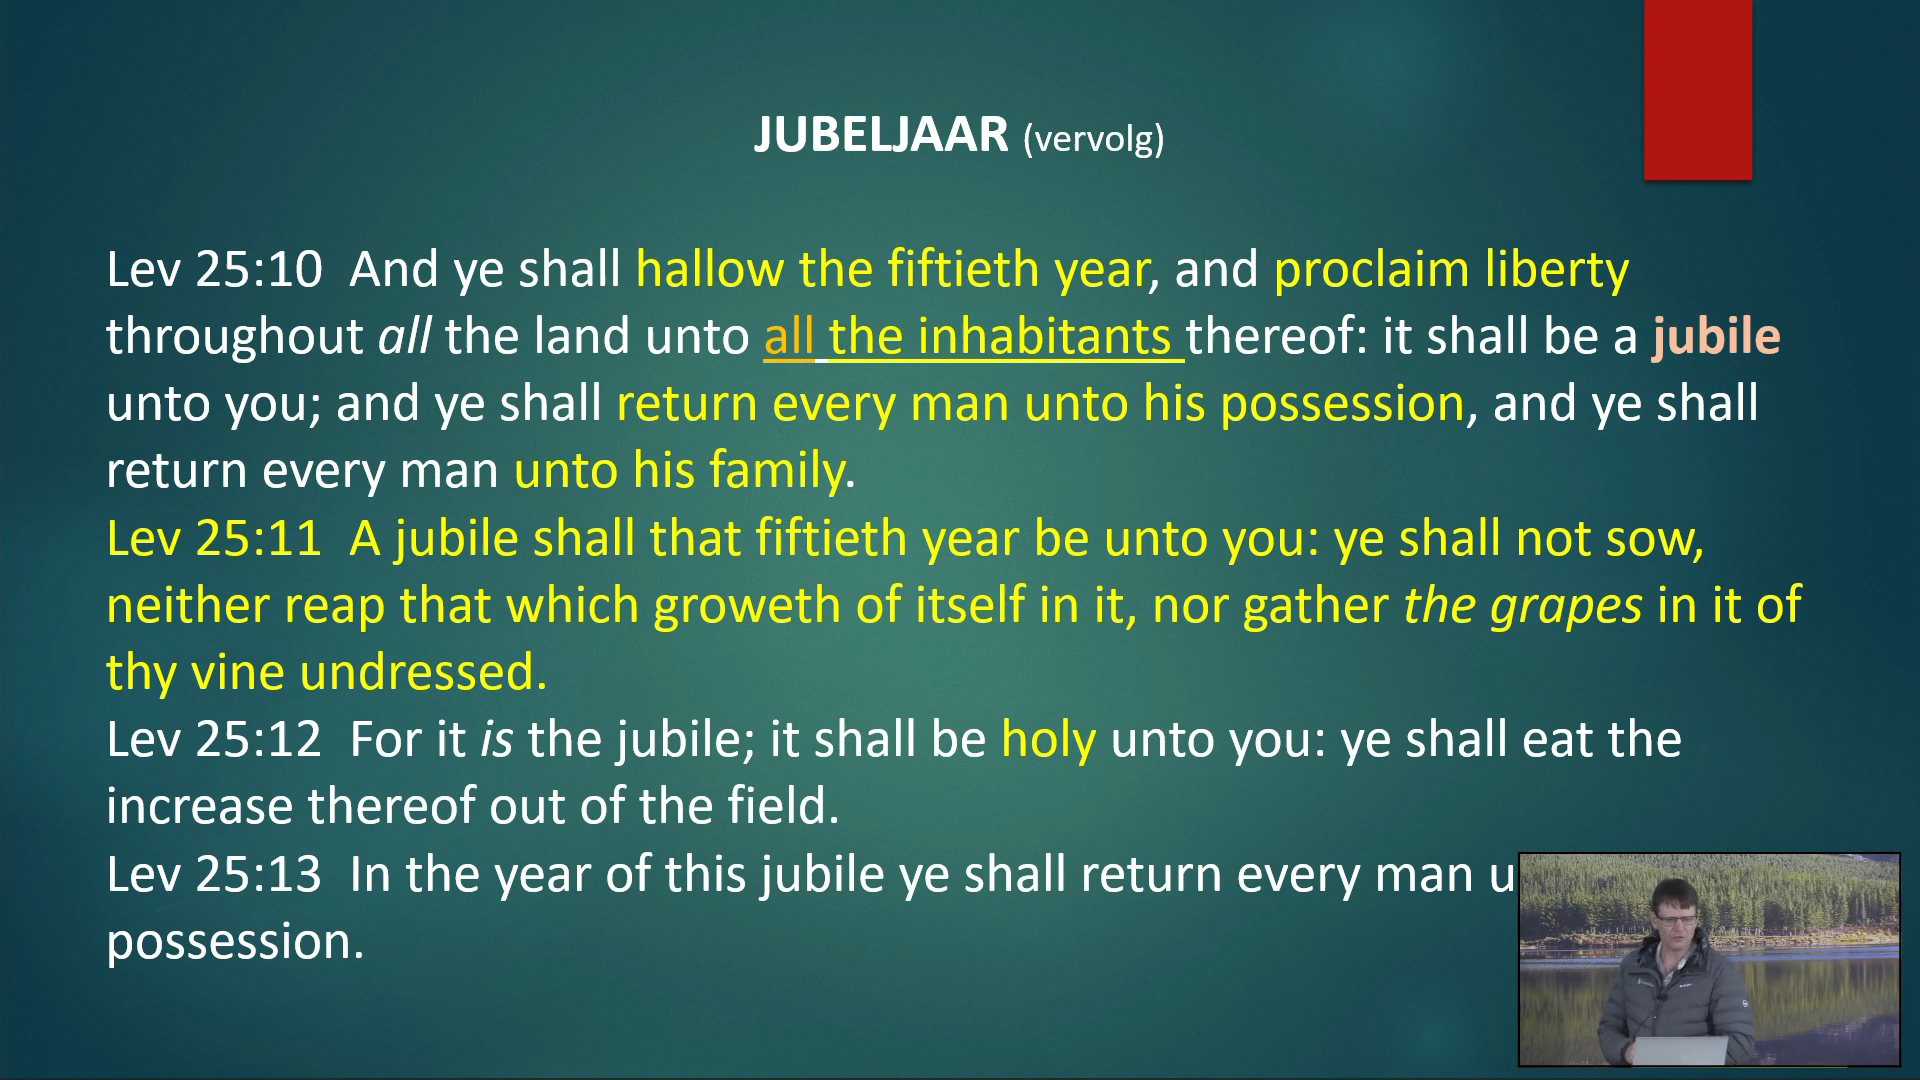 JUBELJAAR (vervolg)
Lev 25:10  And ye shall hallow the fiftieth year, and proclaim liberty
throughout all the land unto all the inhabitants thereof: it shall be a jubile
unto you; and ye shall return every man unto his possession, and ye shall
return every man unto his family.
Lev 25:11  A jubile shall that fiftieth year be unto you: ye shall not sow,
neither reap that which groweth of itself in it, nor gather the grapes in it of
thy vine undressed.
Lev 25:12  For it is the jubile; it shall be holy unto you: ye shall eat the
increase thereof out of the field.
Lev 25:13  In the year of this jubile ye shall return every man
possession.